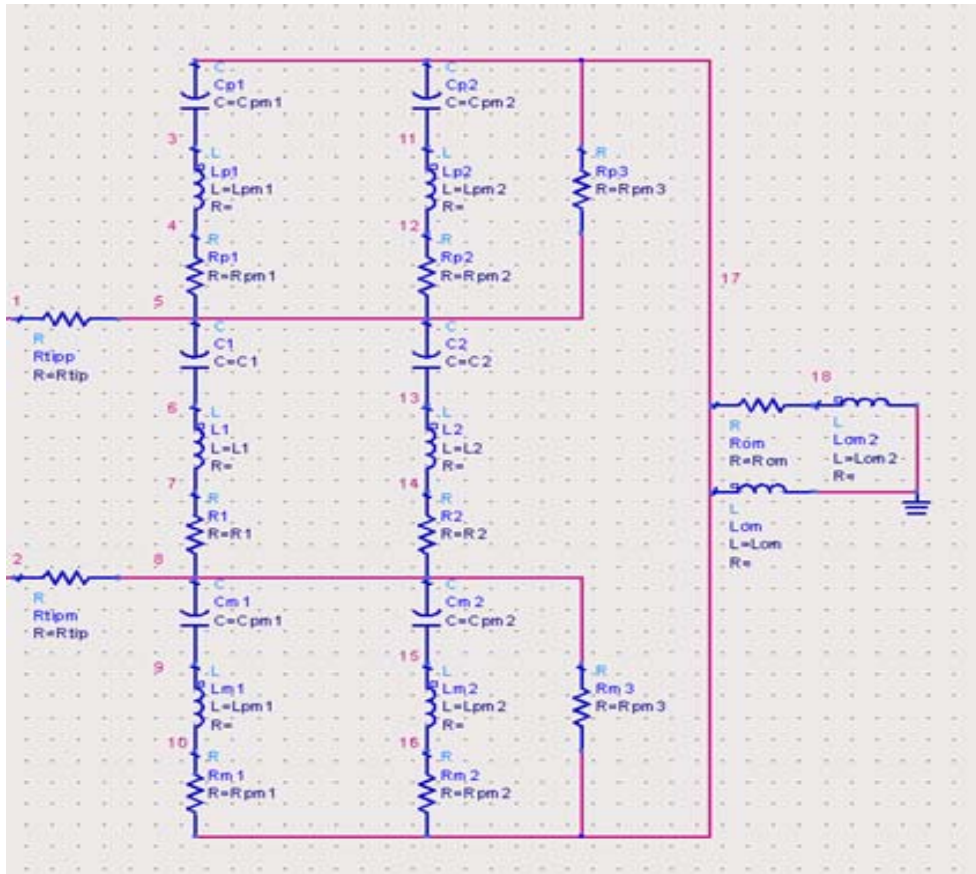 C
Cp1
C=Cpm1
C
Cp2
C=Cpm2
3
L
Lp1
L=Lpm1
R=
11
L
Lp2
L=Lpm2
R=
R
Rp3
R=Rpm3
4
R
Rp1
R=Rpm1
12
R
Rp2
R=Rpm2
17
1
R
Rtipp
R=Rtip
5
C
C1
C=C1
C
C2
C=C2
6
L
L1
L=L1
R=
13
L
L2
L=L2
R=
18
R
Rom
R=Rom
L
Lom2
L=Lom2
R=
7
R
R1
R=R1
14
R
R2
R=R2
L
Lom
L=Lom
R=
2
R
Rtipm
R=Rtip
8
C
Cm1
C=Cpm1
C
Cm2
C=Cpm2
9
L
Lm1
L=Lpm1
R=
15
L
Lm2
L=Lpm2
R=
R
Rm3
R=Rpm3
10
R
Rm1
R=Rpm1
16
R
Rm2
R=Rpm2